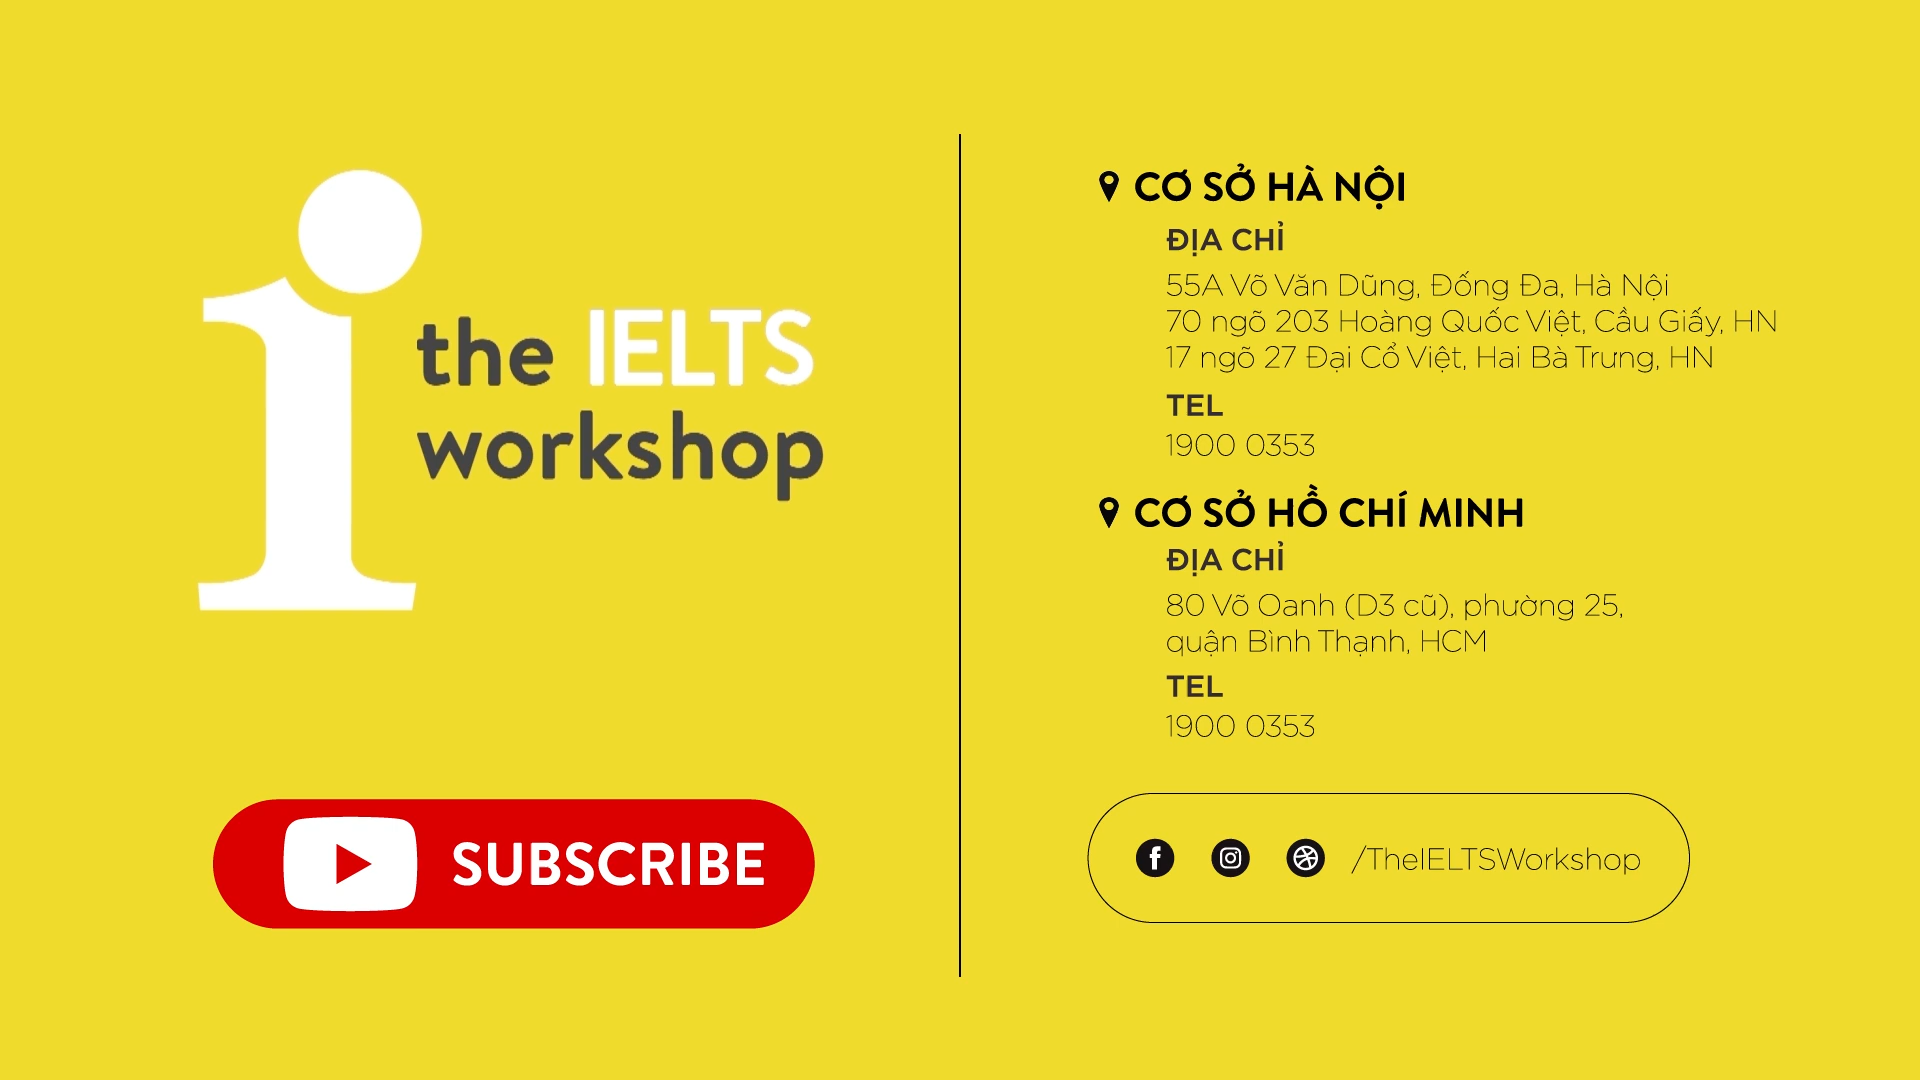 the IELTS
workshop
SUBSCRIBE
CƠ SỞ HÀ NỘI
ĐỊA CHỈ
55A Võ Văn Dũng, Đống Đa, Hà Nội
70 ngõ 203 Hoàng Quốc Việt, Cầu Giấy, HN
17 ngõ 27 Đại Cồ Việt, Hai Bà Trưng, HN
TEL
1900 0353
CƠ SỞ HỒ CHÍ MINH
ĐỊA CHỈ
80 Võ Oanh (D3 cũ), phường 25,
quận Bình Thạnh, HCM
TEL
1900 0353
/TheIELTSWorkshop